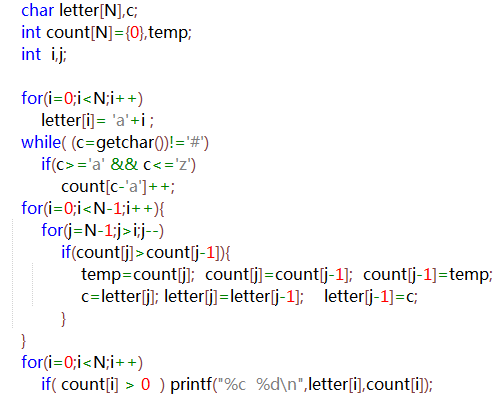 char letter[N],c;
int count[N]={0},temp;
int  i,j;
for(i=0;i<N;i++)
letter[i]= 'a'+i ;
while( (c=getchar())!='#')
if(c>='a' && c<='z')
count[c-'a']++;
for(i=0;i<N-1;i++){
for(j=N-1;j>i;j--)
if(count[j]>count[j-1]){
temp=count[j];  count[j]=count[j-1];  count[j-1]=temp;
c=letter[j]; letter[j]=letter[j-1];    letter[j-1]=c;
}
}
for(i=0;i<N;i++)
if( count[i] > 0  ) printf("%c  %d\n",letter[i],count[i]);